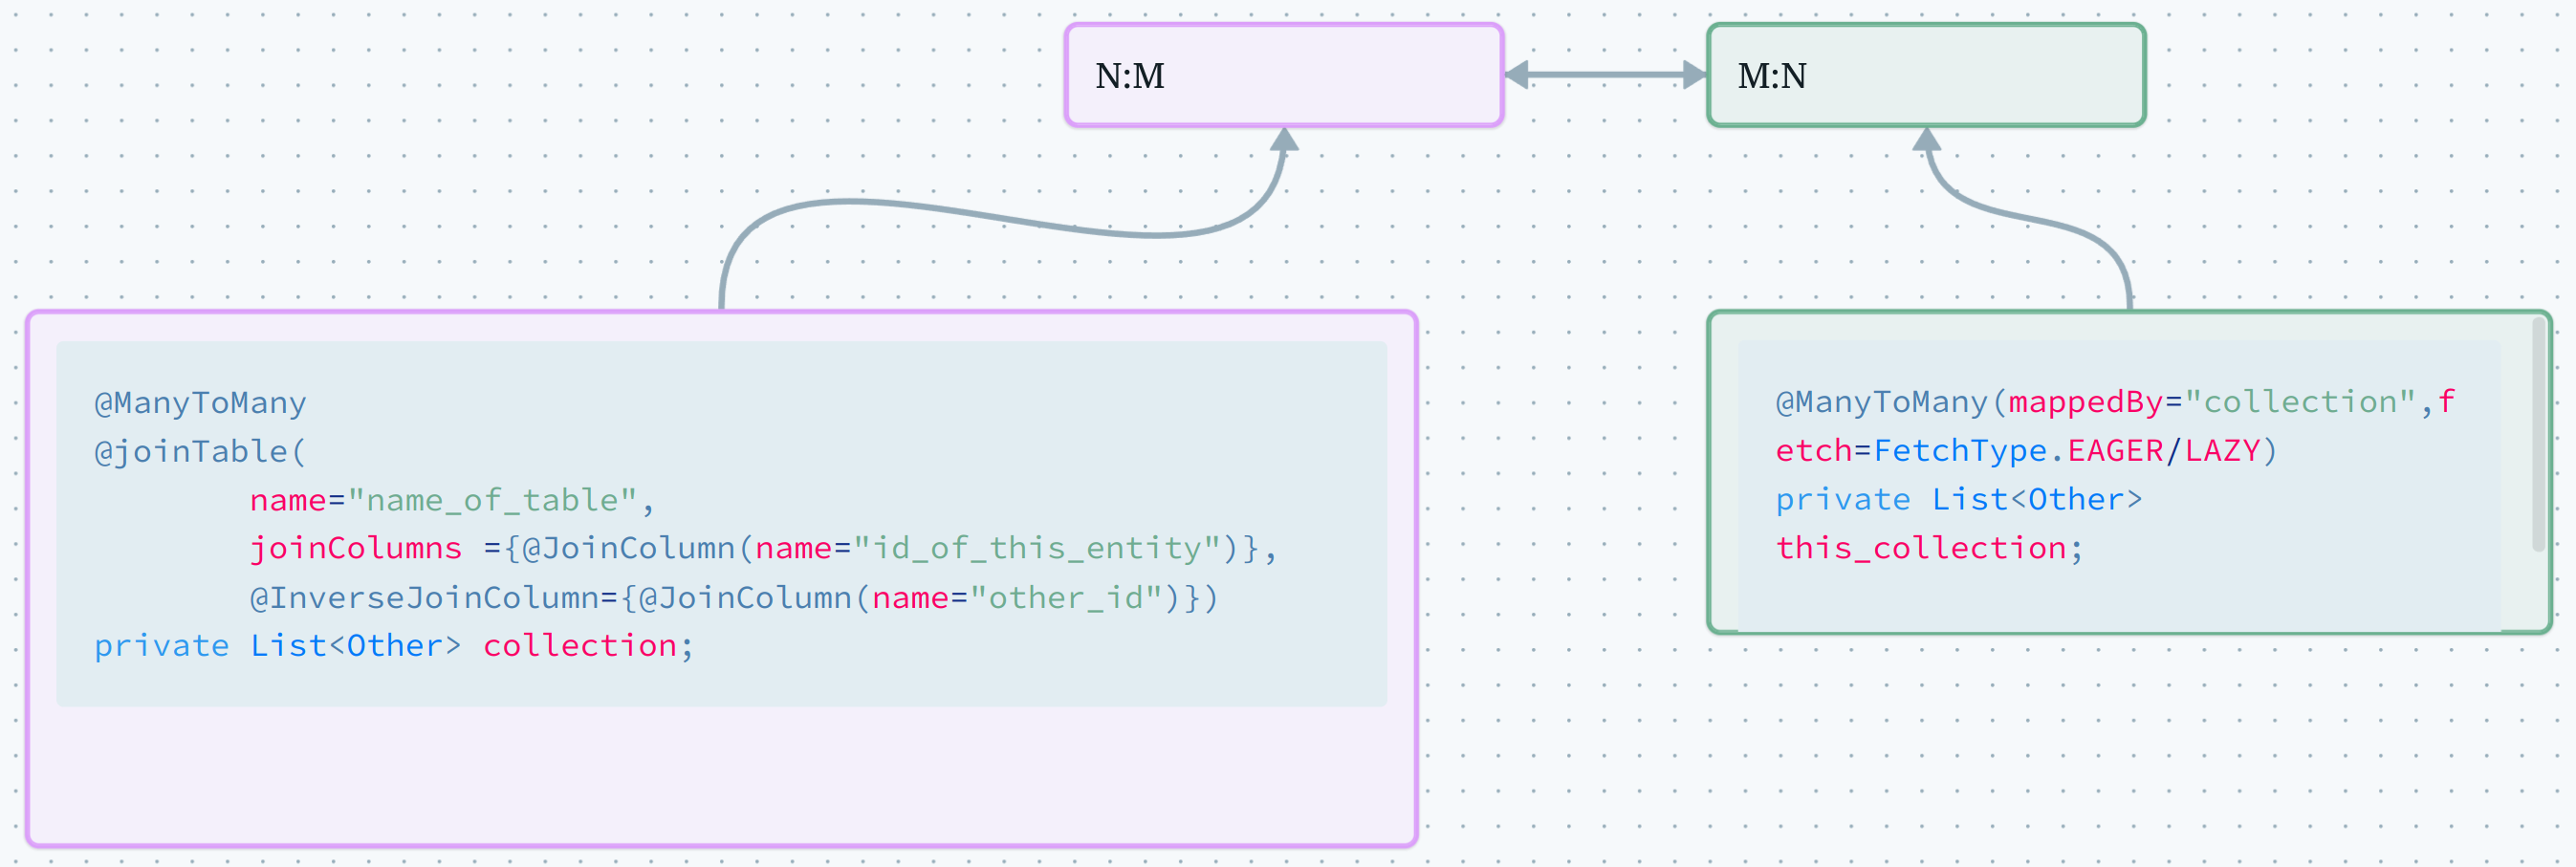 N:M
M:N
@ManyToMany
@joinTable(
        name="name_of_table",
        joinColumns ={@JoinColumn(name="id_of_this_entity")},
        @InverseJoinColumn={@JoinColumn(name="other_id")})
private List<Other> collection;
@ManyToMany(mappedBy="collection",f
etch=FetchType.EAGER/LAZY)
private List<Other>
this_collection;